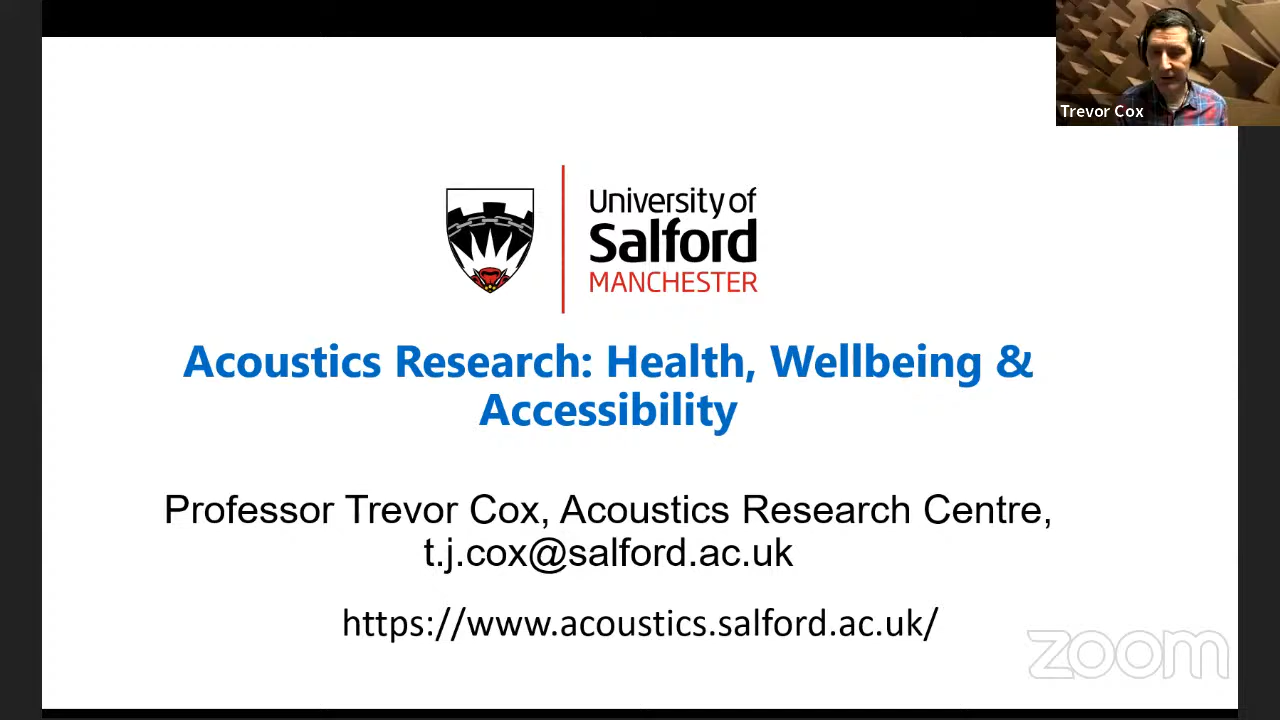 Trevor Cox
University of
Salford
MANCHESTER
Acoustics Research: Health, Wellbeing &
Accessibility
Professor Trevor Cox, Acoustics Research Centre,
t.j.cox@salford.ac.uk
https://www.acoustics.salford.ac.uk/
zoom